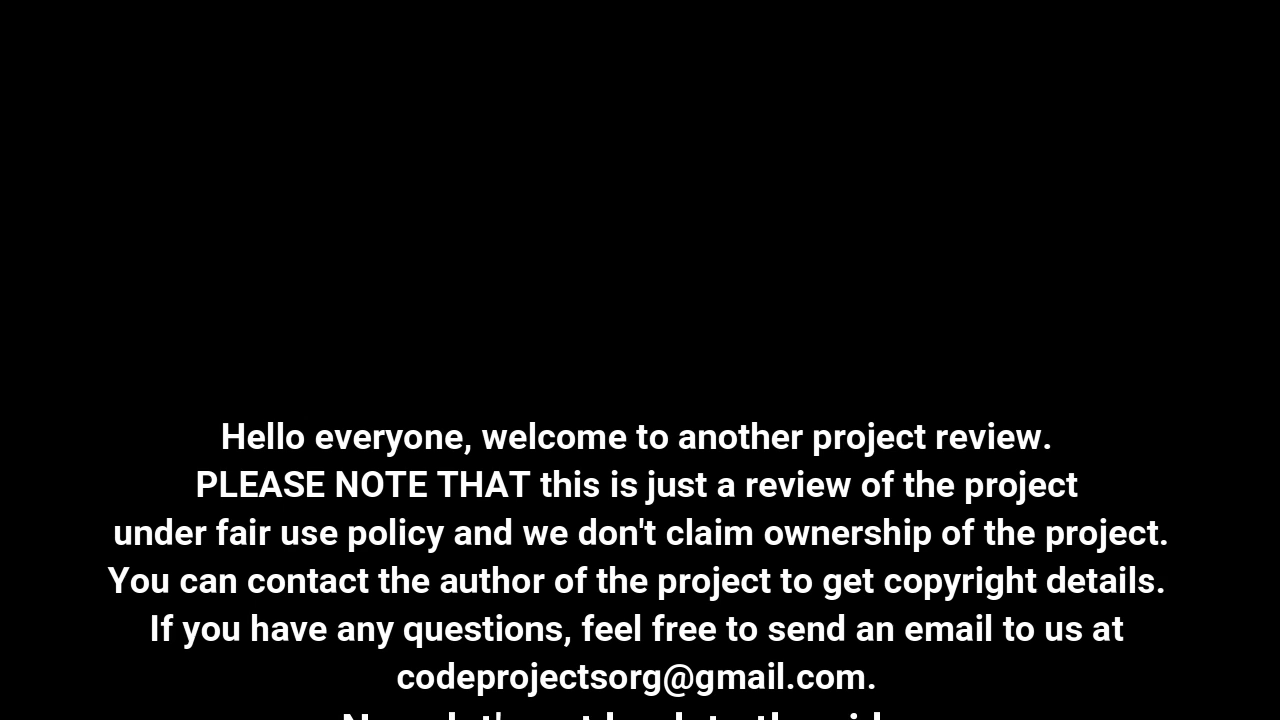 Hello everyone, welcome to another project review.
PLEASE NOTE THAT this is just a review of the project
under fair use policy and we don't claim ownership of the project.
You can contact the author of the project to get copyright details.
If you have any questions, feel free to send an email to us at
codeprojectsorg@gmail.com.